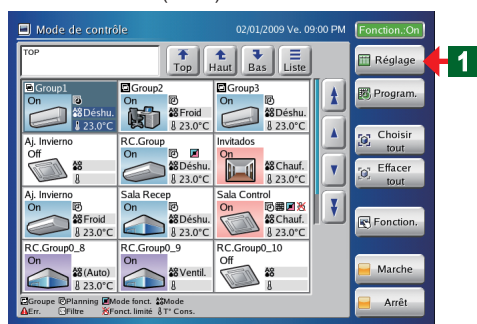 Mode de contrôle 02/01/2009 Ve. 09:00 PM Fonction.:On
TOP
Top Haut Bas Liste
Réglage
1
Program.
Choisir
tout
Effacer
tout
Fonction.
Marche
Arrêt
Group1 Group2 Group3
On On On
Déshu. Froid Déshu.
23.0°C 23.0°C 23.0°C
Aj. Invierno RC.Group Invitados
Off On On
Déshu. Chauf.
23.0°C 23.0°C
Aj. Invierno Sala Recep Sala Control
On On On
Froid Déshu. Chauf.
23.0°C 23.0°C 23.0°C
RC.Group0_8 RC.Group0_9 RC.Group0_10
On On Off
(Auto) Ventil.
Groupe Planning Mode fonct. Mode
Err. Filtre Fonct. limité T° Cons.